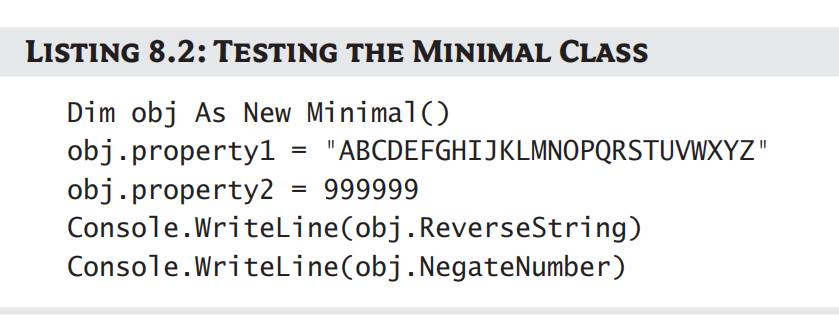 LISTING 8.2: TESTING THE MINIMAL CLASS
Dim obj As New Minimal()
obj.property1 = "ABCDEFGHIJKLMNOPQRSTUVWXYZ"
obj.property2 = 999999
Console.WriteLine(obj.ReverseString)
Console.WriteLine(obj.NegateNumber)